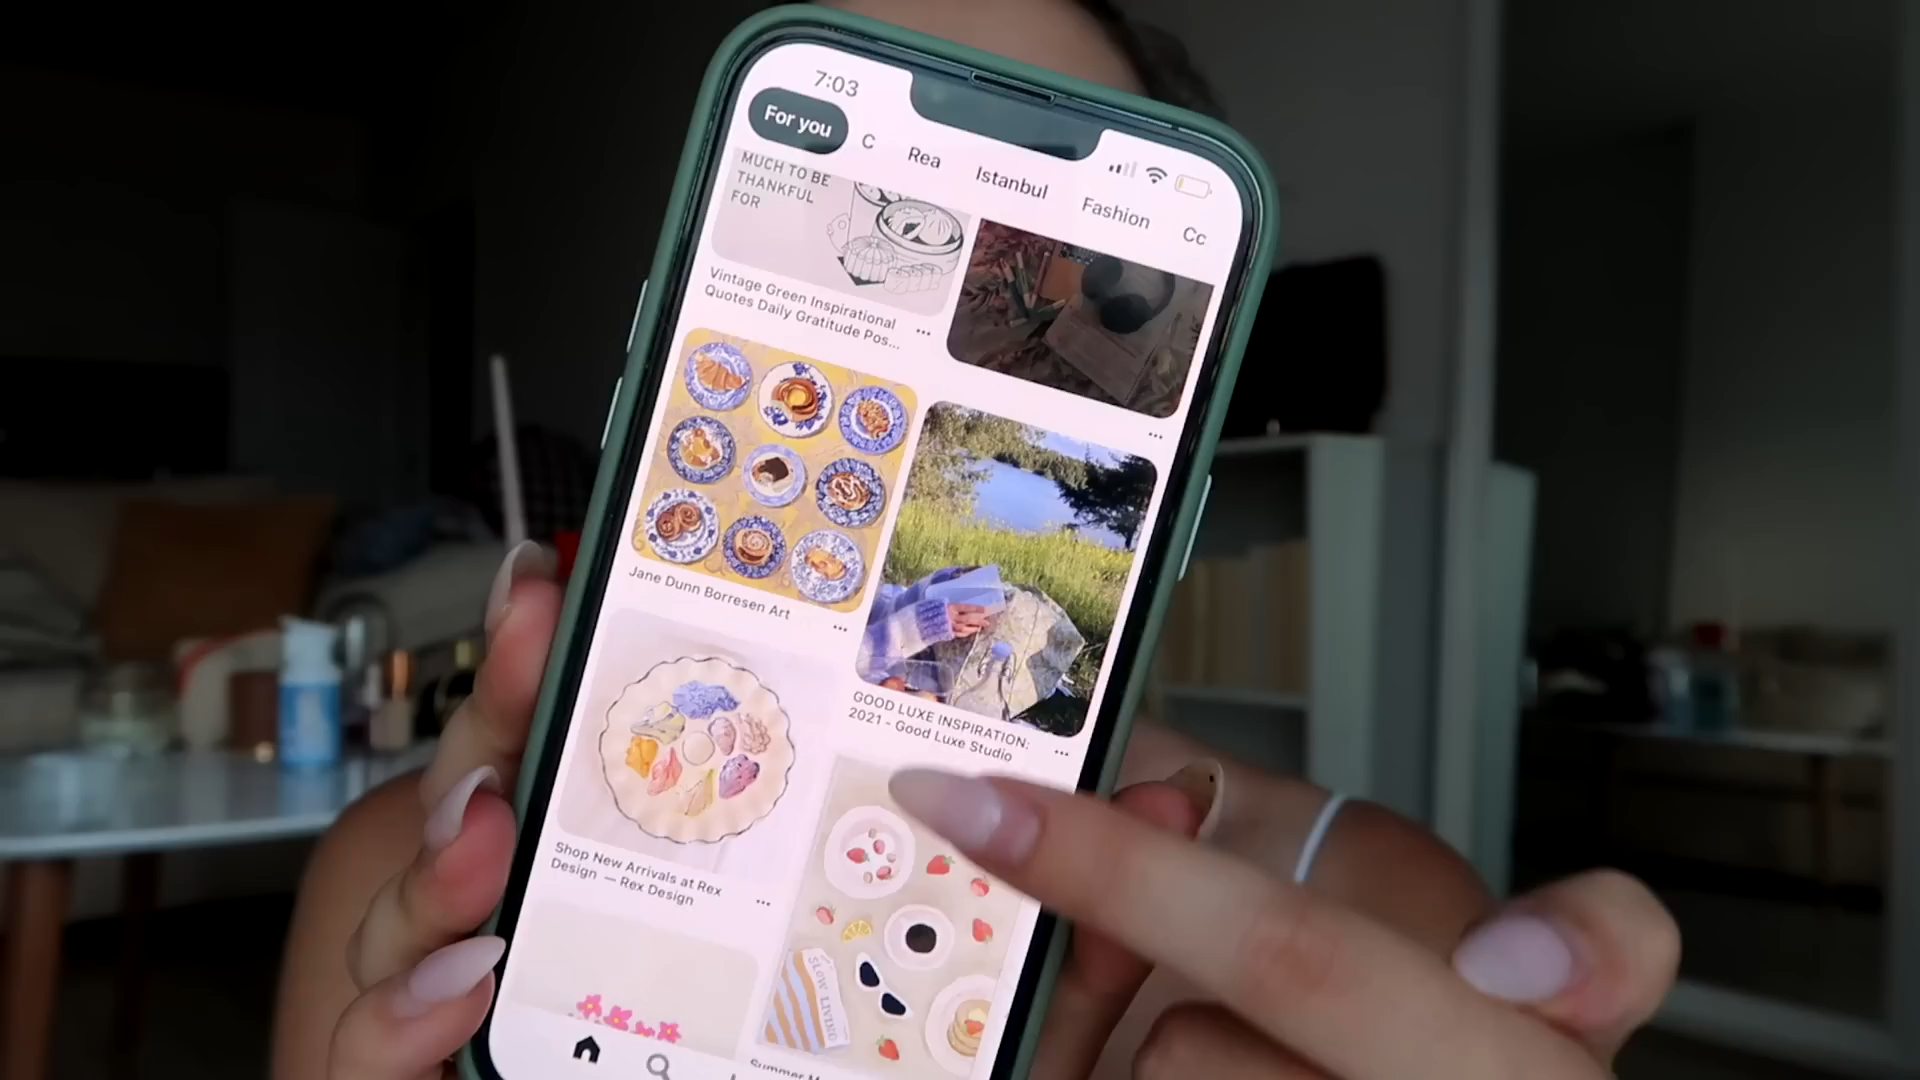 7:03
For you
C
Rea
Istanbul
Fashion
Cc
MUCH TO BE
THANKFUL
FOR
Vintage Green Inspirational
Quotes Daily Gratitude Pos...
Jane Dunn Borresen Art
GOOD LUXE INSPIRATION:
2021 - Good Luxe Studio
Shop New Arrivals at Rex
Design — Rex Design
SLOW LIVING
Summer